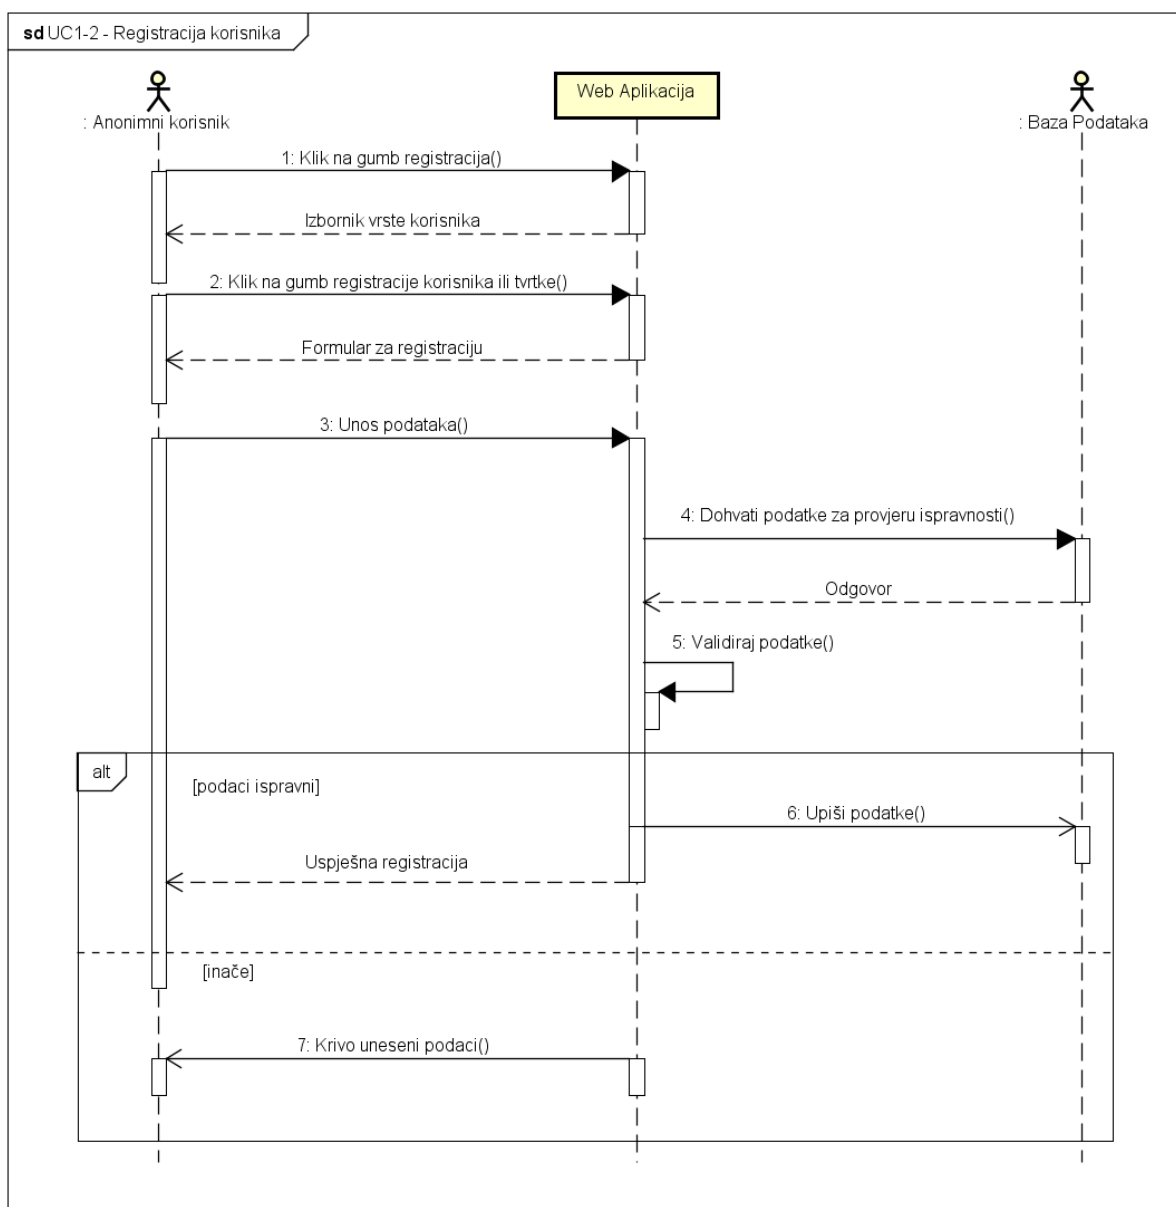 sd UC1-2 - Registracija korisnika
: Anonimni korisnik
Web Aplikacija
: Baza Podataka
1: Klik na gumb registracija()
Izbornik vrste korisnika
2: Klik na gumb registracije korisnika ili tvrtke()
Formular za registraciju
3: Unos podataka()
4: Dohvati podatke za provjeru ispravnosti()
Odgovor
5: Validiraj podatke()
alt
[podaci ispravni]
6: Upiši podatke()
Uspješna registracija
[inače]
7: Krivo uneseni podaci()